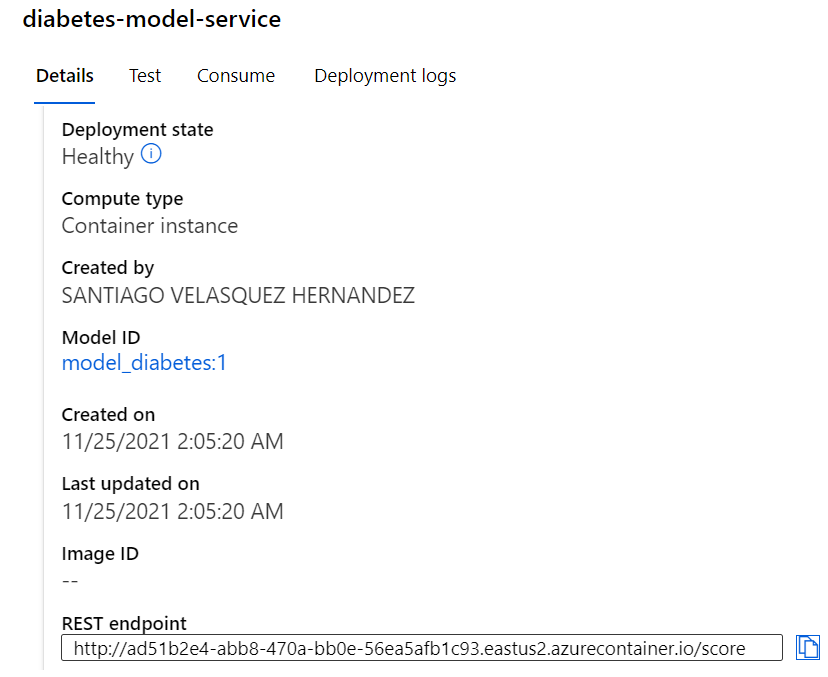 diabetes-model-service
Details Test Consume Deployment logs
Deployment state
Healthy
Compute type
Container instance
Created by
SANTIAGO VELASQUEZ HERNANDEZ
Model ID
model_diabetes:1
Created on
11/25/2021 2:05:20 AM
Last updated on
11/25/2021 2:05:20 AM
Image ID
--
REST endpoint
http://ad51b2e4-abb8-470a-bb0e-56ea5afb1c93.eastus2.azurecontainer.io/score